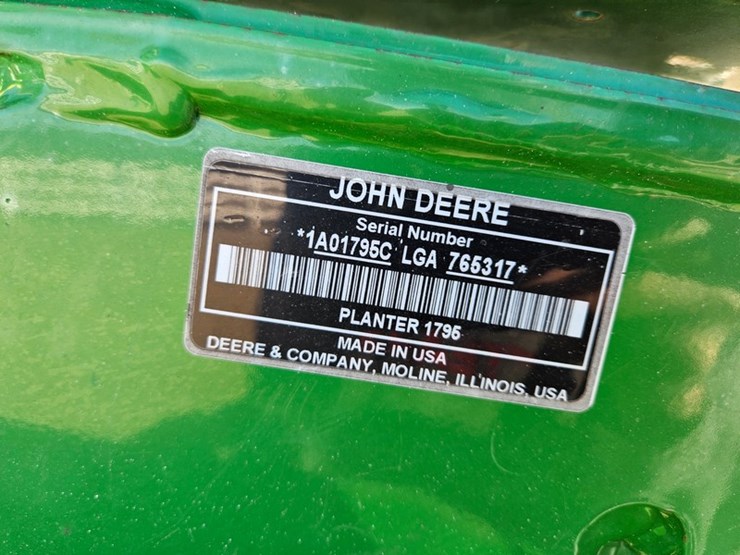 JOHN DEERE
Serial Number
*1A01795C LGA 765317*
PLANTER 1795
MADE IN USA
DEERE & COMPANY, MOLINE, ILLINOIS, USA